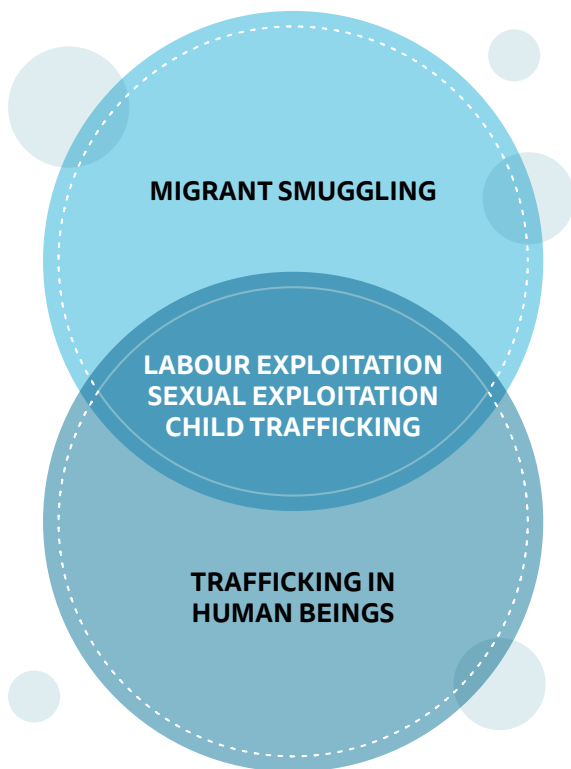 MIGRANT SMUGGLING
LABOUR EXPLOITATION
SEXUAL EXPLOITATION
CHILD TRAFFICKING
TRAFFICKING IN
HUMAN BEINGS